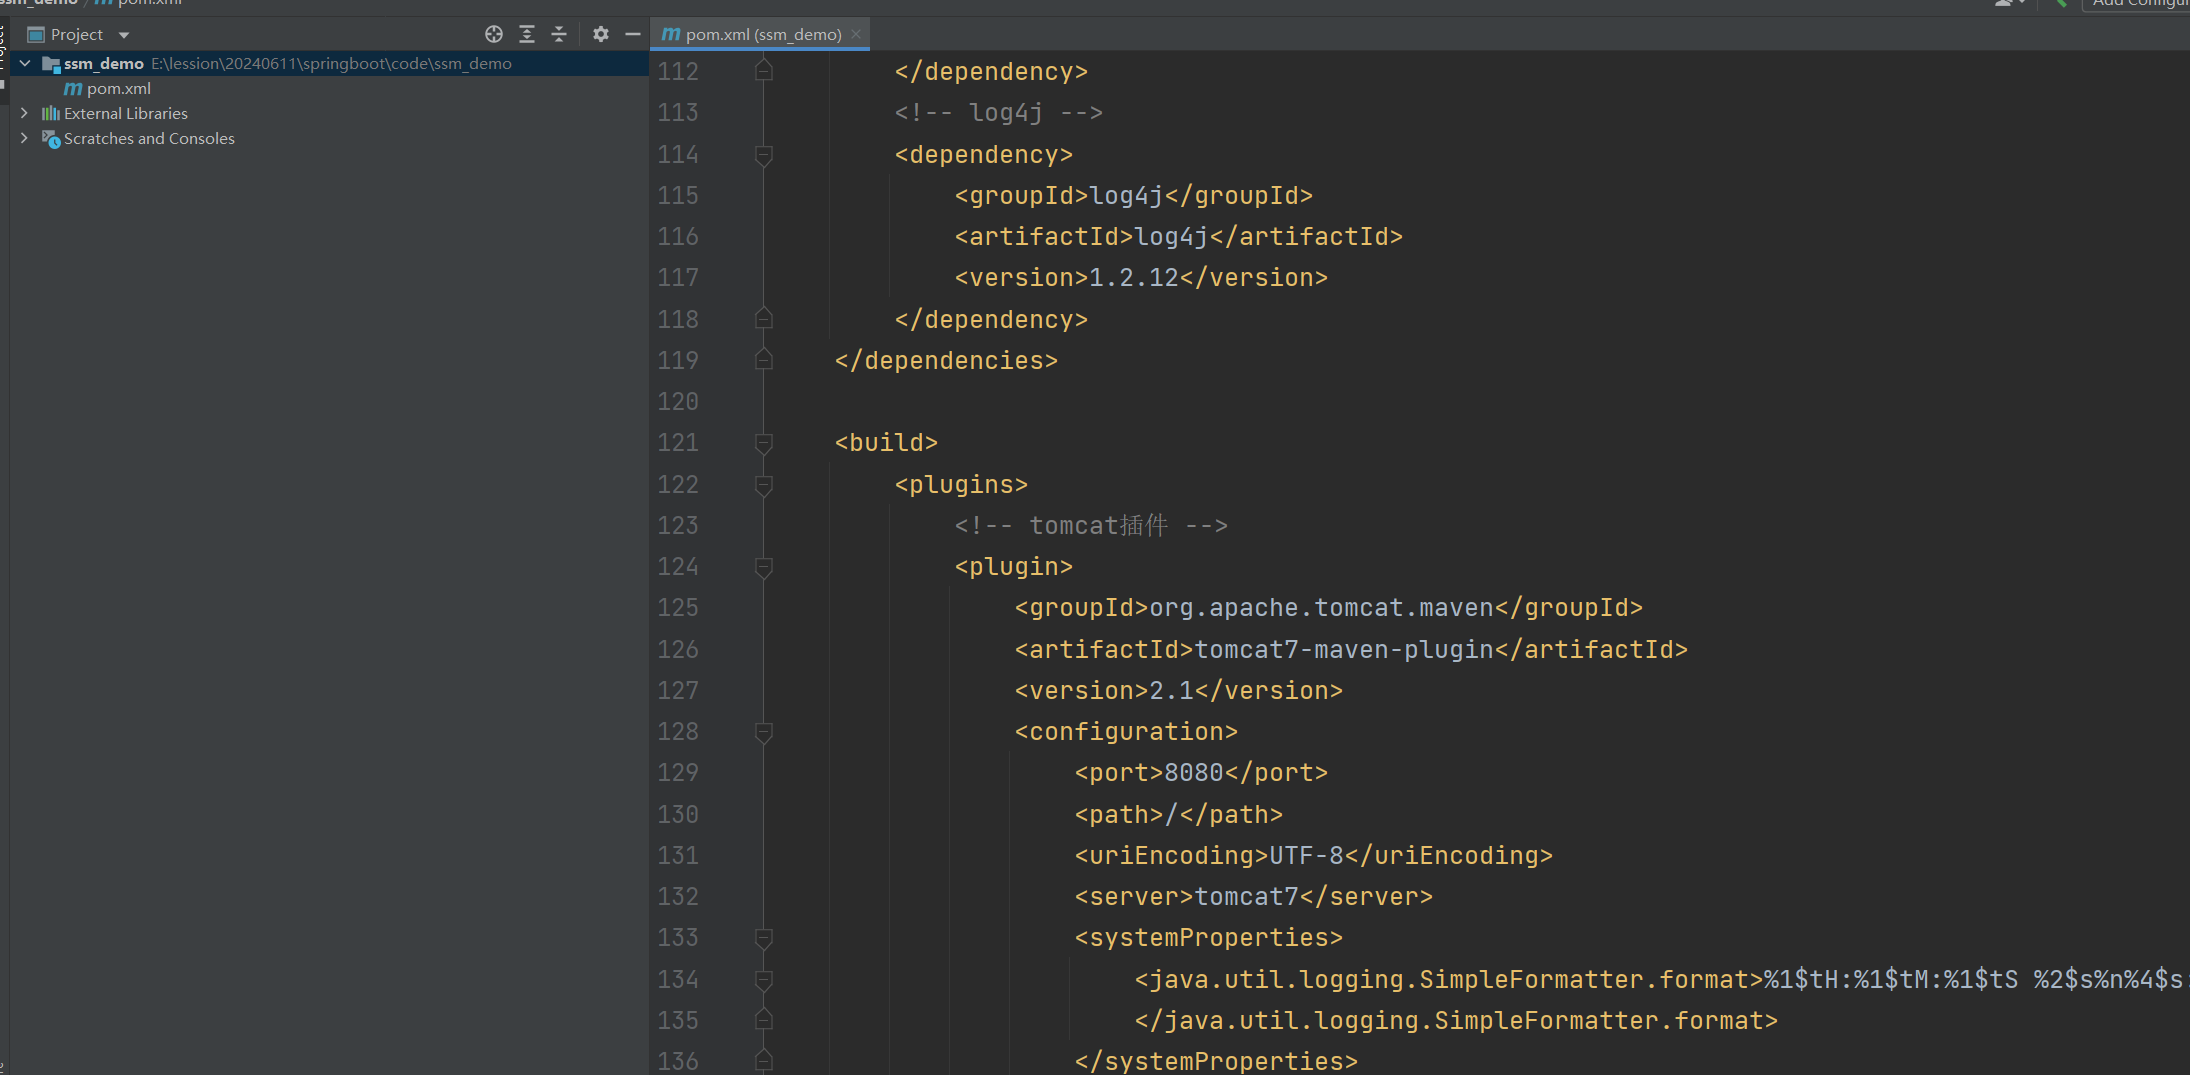 ssm_demo / m pom.xml
Project
m pom.xml (ssm_demo)
ssm_demo E:\lession\20240611\springboot\code\ssm_demo
m pom.xml
External Libraries
Scratches and Consoles
112 </dependency>
113 <!-- log4j -->
114 <dependency>
115 <groupId>log4j</groupId>
116 <artifactId>log4j</artifactId>
117 <version>1.2.12</version>
118 </dependency>
119 </dependencies>
120
121 <build>
122 <plugins>
123 <!-- tomcat插件 -->
124 <plugin>
125 <groupId>org.apache.tomcat.maven</groupId>
126 <artifactId>tomcat7-maven-plugin</artifactId>
127 <version>2.1</version>
128 <configuration>
129 <port>8080</port>
130 <path>/</path>
131 <uriEncoding>UTF-8</uriEncoding>
132 <server>tomcat7</server>
133 <systemProperties>
134 <java.util.logging.SimpleFormatter.format>%1$tH:%1$tM:%1$tS %2$s%n%4$s:
135 </java.util.logging.SimpleFormatter.format>
136 </systemProperties>